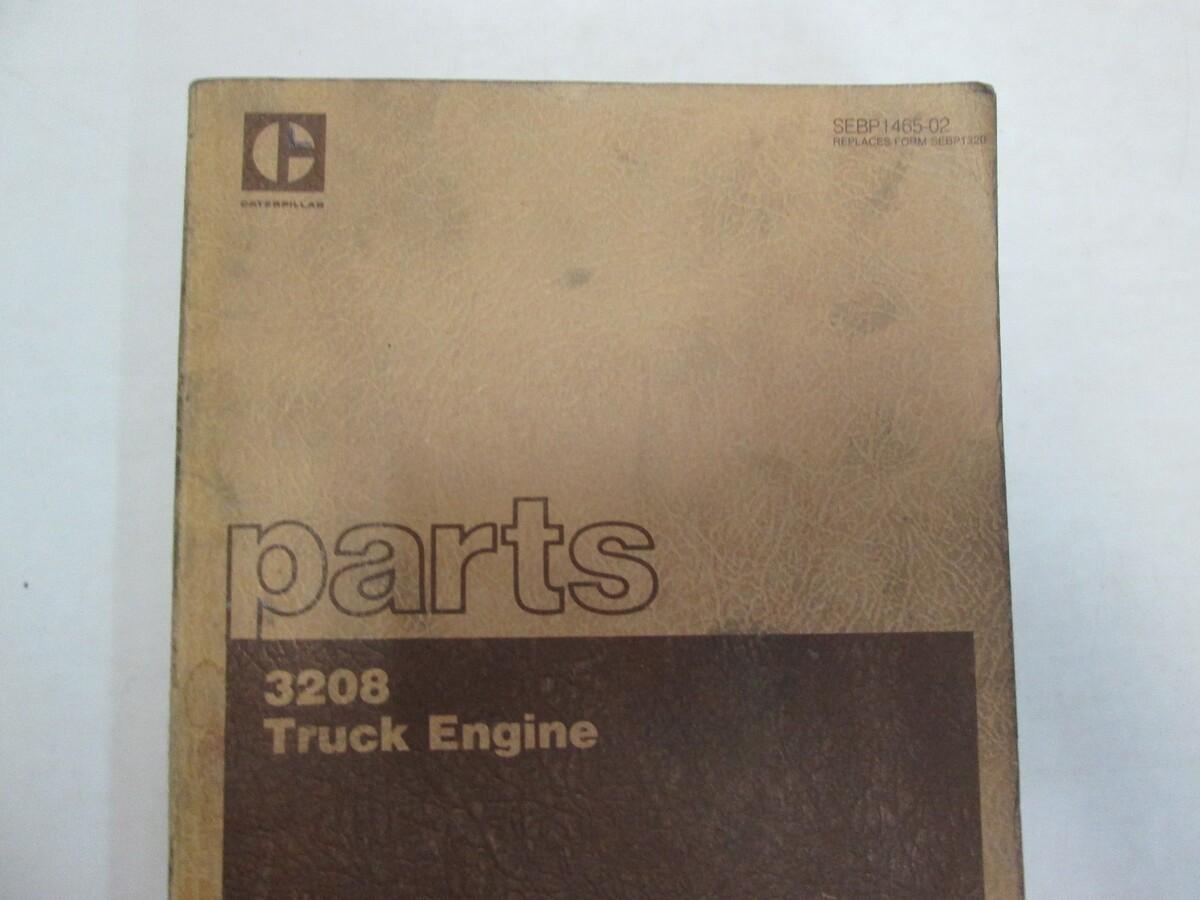 CATERPILLAR
SEBP1465-02
REPLACES FORM SEBP1320
parts
3208
Truck Engine